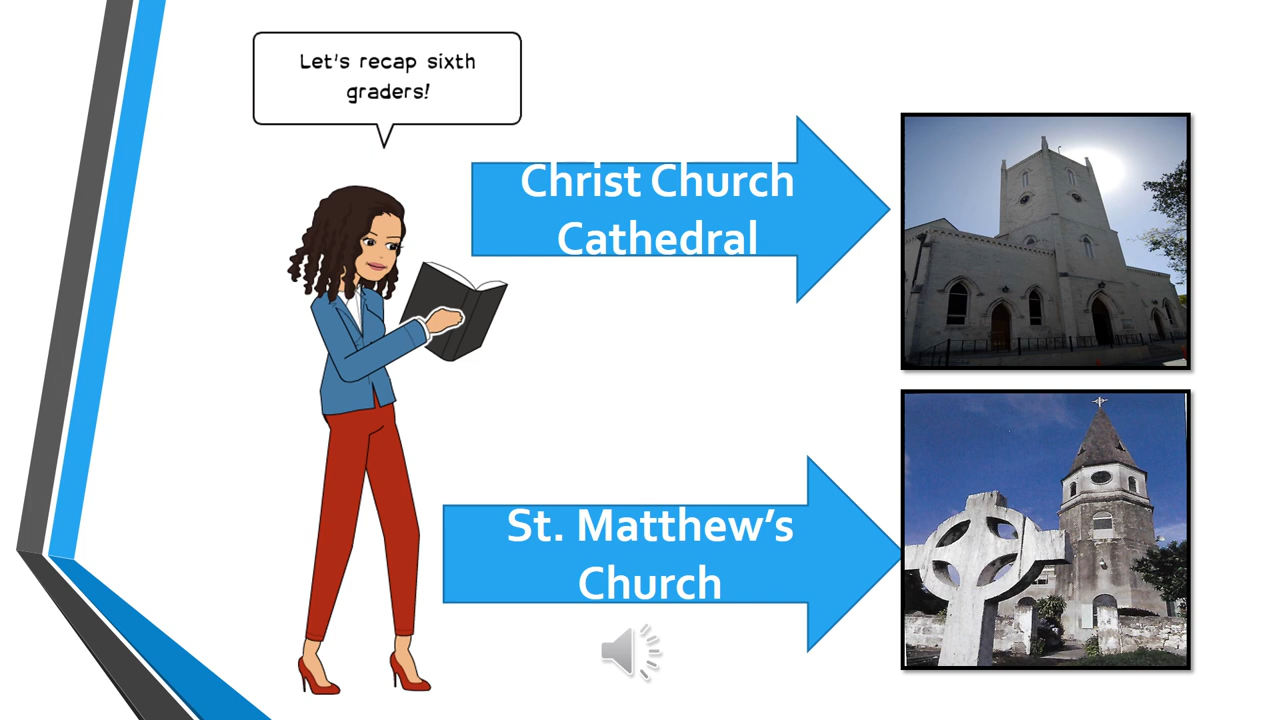 Let's recap sixth
graders!
Christ Church
Cathedral
St. Matthew’s
Church